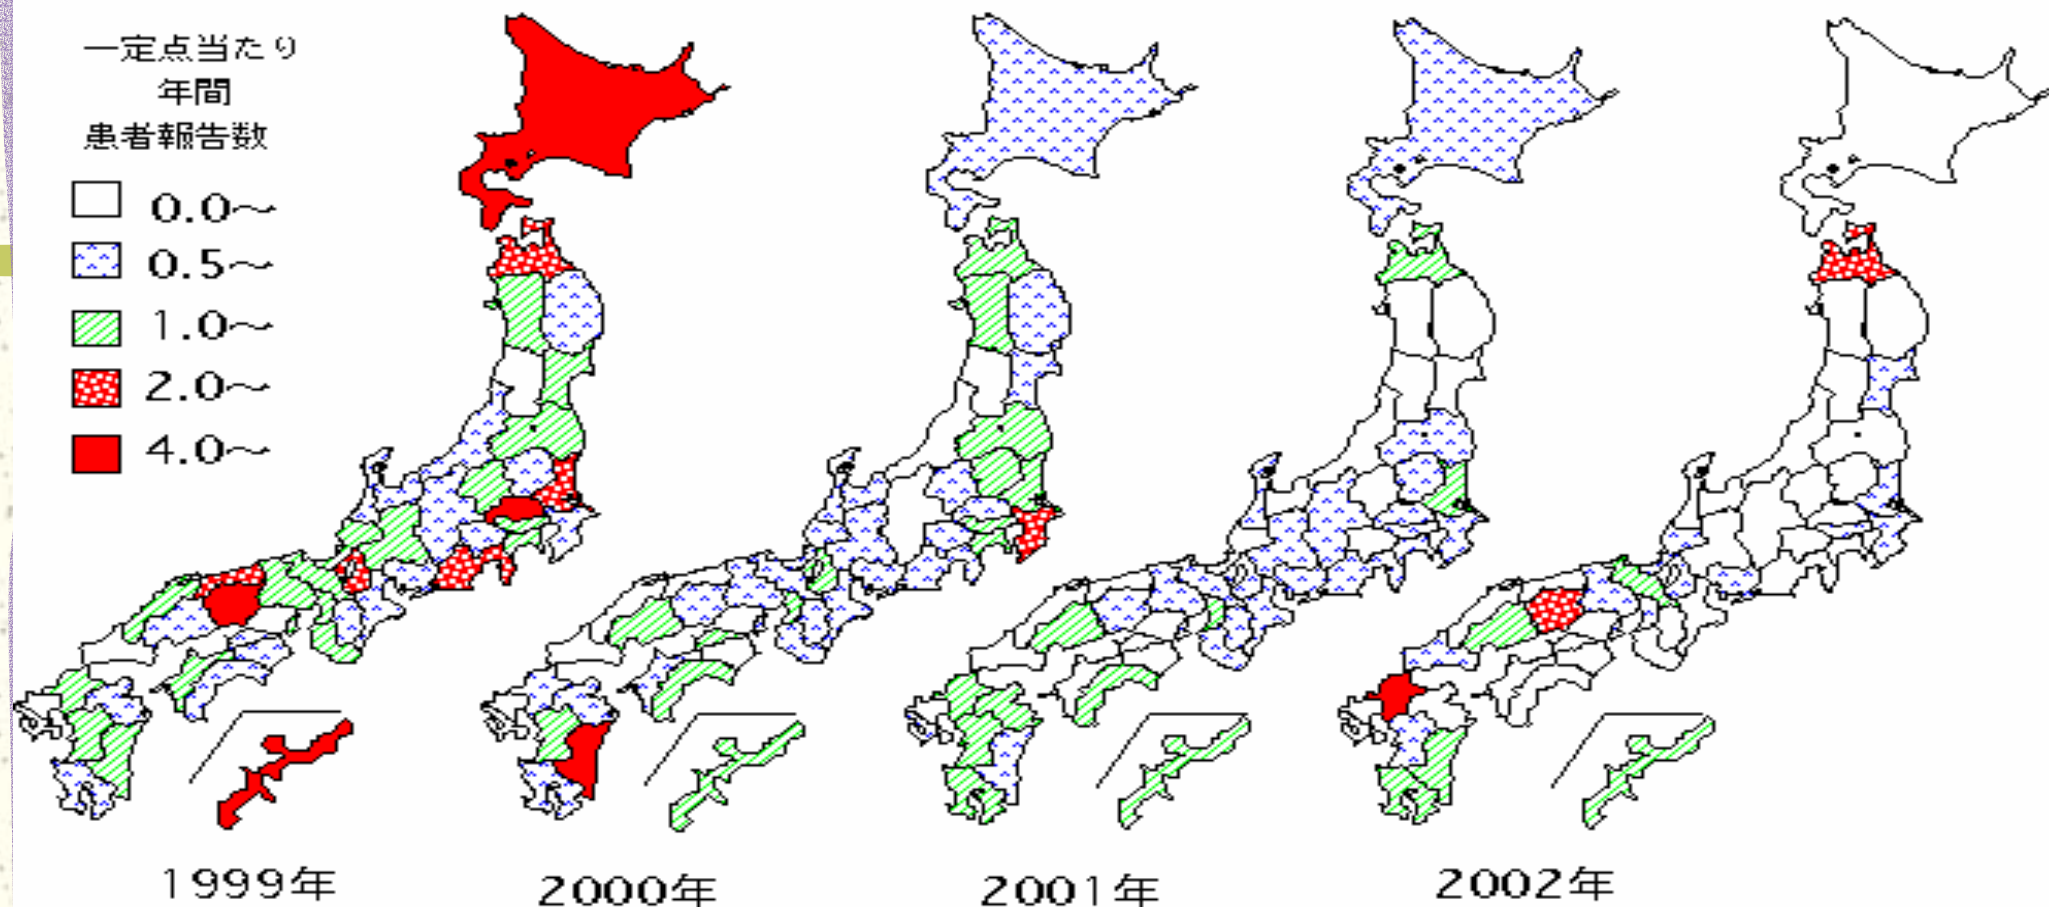 一定点当たり
年間
患者報告数
0.0～
0.5～
1.0～
2.0～
4.0～
1999年
2000年
2001年
2002年